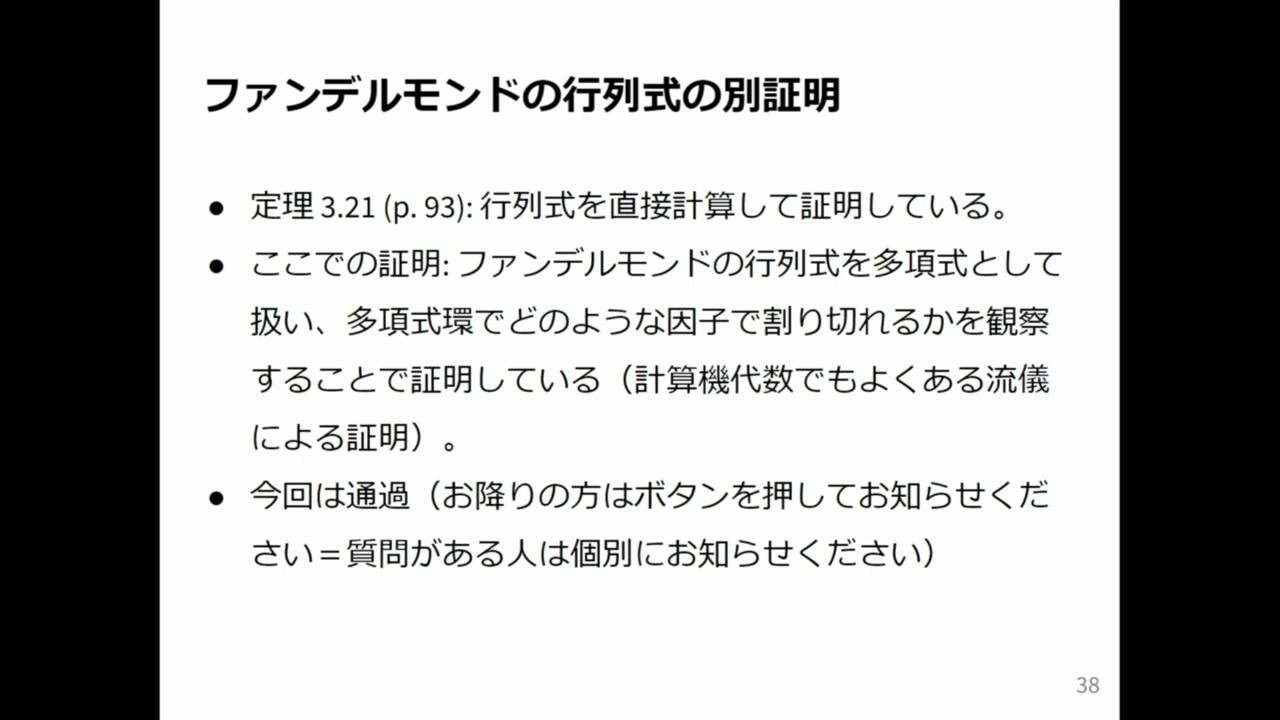 ファンデルモンドの行列式の別証明
● 定理 3.21 (p. 93): 行列式を直接計算して証明している。
● ここでの証明: ファンデルモンドの行列式を多項式として
扱い、多項式環でどのような因子で割り切れるかを観察
することで証明している（計算機代数でもよくある流儀
による証明）。
● 今回は通過（お降りの方はボタンを押してお知らせくだ
さい＝質問がある人は個別にお知らせください）
38